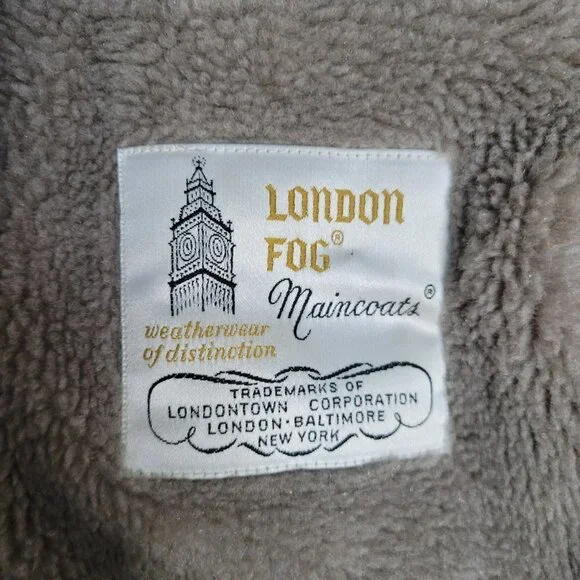 LONDON
FOG®
Maincoats®
weatherwear
of distinction
TRADEMARKS OF
LONDONTOWN CORPORATION
LONDON·BALTIMORE
NEW YORK